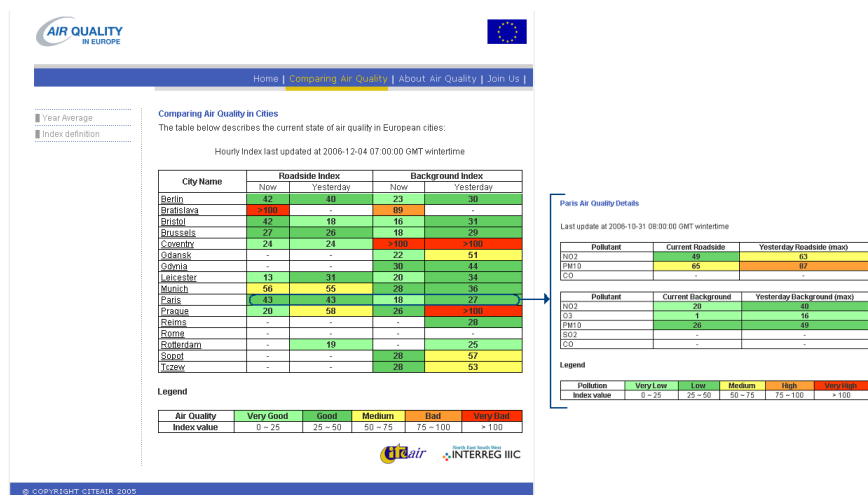 AIR QUALITY
IN EUROPE
Home | Comparing Air Quality | About Air Quality | Join Us |
Year Average
Index definition
Comparing Air Quality in Cities
The table below describes the current state of air quality in European cities:
Hourly Index last updated at 2006-12-04 07:00:00 GMT wintertime
City Name Roadside Index Background Index
Now Yesterday Now Yesterday
Berlin 42 40 23 30
Bratislava >100 - 89 -
Bristol 42 18 16 31
Brussels 27 26 18 29
Coventry 24 24 >100 >100
Gdansk - - 22 51
Gdynia - - 30 44
Leicester 13 31 20 34
Munich 56 55 28 36
Paris 43 43 18 27
Prague 20 58 26 >100
Reims - - - 28
Rome - - - -
Rotterdam - 19 - 25
Sopot - - 28 57
Tczew - - 28 53
Legend
Air Quality Very Good Good Medium Bad Very Bad
Index value 0 ~ 25 25 ~ 50 50 ~ 75 75 ~ 100 > 100
citeair
North East South West
INTERREG IIIC
© COPYRIGHT CITEAIR 2005
Paris Air Quality Details
Last update at 2006-10-31 08:00:00 GMT wintertime
Pollutant Current Roadside Yesterday Roadside (max)
NO2 49 63
PM10 65 87
CO - -
Pollutant Current Background Yesterday Background (max)
NO2 20 40
O3 1 16
PM10 26 49
SO2 - -
CO - -
Legend
Pollution Very Low Low Medium High Very High
Index value 0 ~ 25 25 ~ 50 50 ~ 75 75 ~ 100 > 100